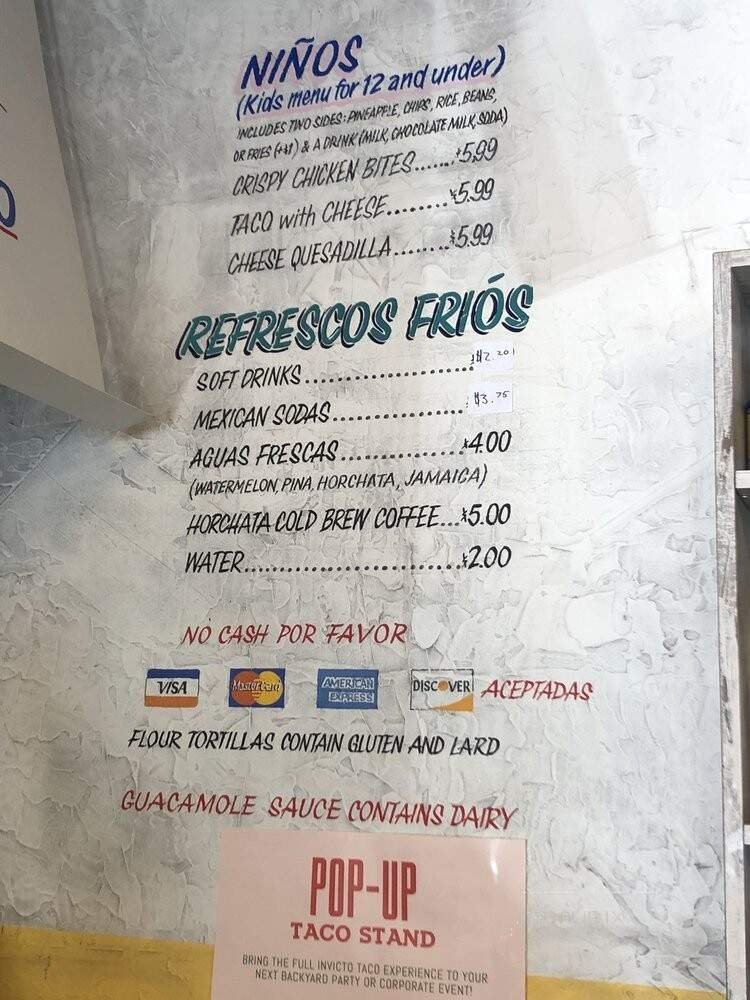 NIÑOS
(Kids menu for 12 and under)
INCLUDES TWO SIDES: PINEAPPLE, CHIPS, RICE, BEANS,
OR FRIES (+$1) & A DRINK (MILK, CHOCOLATE MILK, SODA)
CRISPY CHICKEN BITES.......$5.99
TACO with CHEESE........$5.99
CHEESE QUESADILLA........$5.99
REFRESCOS FRIÓS
SOFT DRINKS........................$2.20
MEXICAN SODAS...................$3.75
AGUAS FRESCAS.................$4.00
(WATERMELON, PINA, HORCHATA, JAMAICA)
HORCHATA COLD BREW COFFEE...$5.00
WATER..............................$2.00
NO CASH POR FAVOR
VISA MasterCard AMERICAN EXPRESS DISCOVER ACEPTADAS
FLOUR TORTILLAS CONTAIN GLUTEN AND LARD
GUACAMOLE SAUCE CONTAINS DAIRY
POP-UP
TACO STAND
BRING THE FULL INVICTO TACO EXPERIENCE TO YOUR
NEXT BACKYARD PARTY OR CORPORATE EVENT!